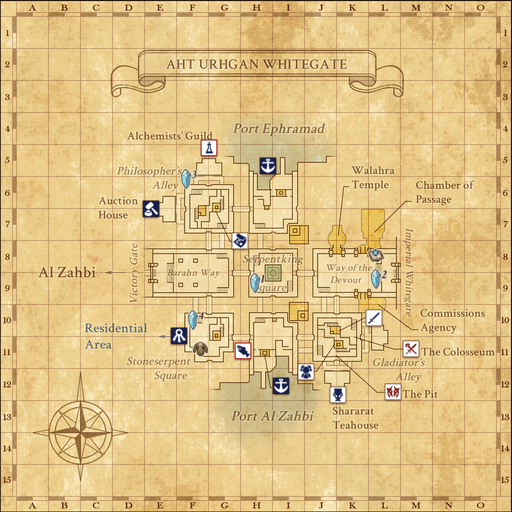 A B C D E F G H I J K L M N O
1
2
AHT URHGAN WHITEGATE
3
4
Alchemists' Guild
Port Ephramad
5
Philosopher's
Alley
3
Walahra
Temple
Chamber of
Passage
6
Auction
House
7
8
Victory Gate
Serpentking
Square
Imperial Whitegate
Al Zahbi
Barahn Way
1
Way of the
Devout
2
9
10
4
Commissions
Agency
Residential
Area
11
The Colosseum
Stoneserpent
Square
Gladiator's
Alley
12
The Pit
Port Al Zahbi
Shararat
Teahouse
13
14
15
A B C D E F G H I J K L M N O